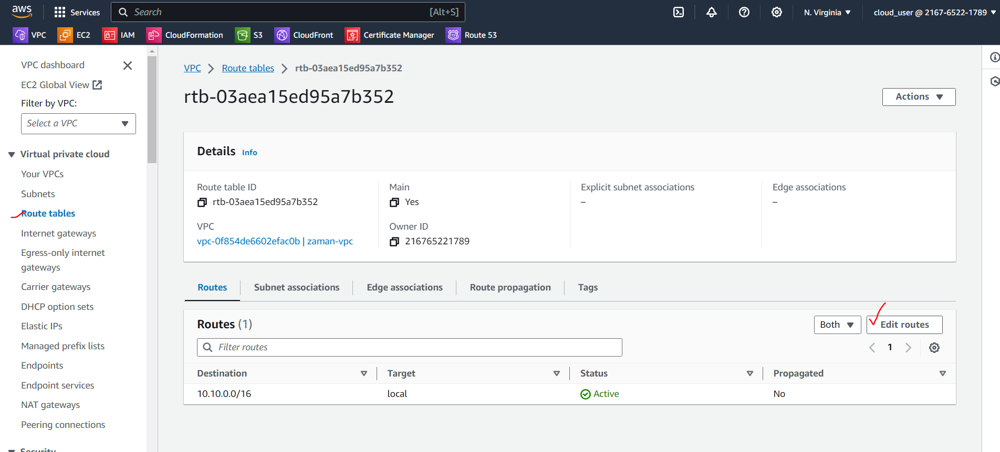 aws Services Search [Alt+S] N. Virginia cloud_user @ 2167-6522-1789
VPC EC2 IAM CloudFormation S3 CloudFront Certificate Manager Route 53
VPC dashboard
EC2 Global View
Filter by VPC:
Select a VPC
Virtual private cloud
Your VPCs
Subnets
Route tables
Internet gateways
Egress-only internet
gateways
Carrier gateways
DHCP option sets
Elastic IPs
Managed prefix lists
Endpoints
Endpoint services
NAT gateways
Peering connections
Security
VPC Route tables rtb-03aea15ed95a7b352
rtb-03aea15ed95a7b352
Actions
Details Info
Route table ID
rtb-03aea15ed95a7b352
Main
Yes
Explicit subnet associations
–
Edge associations
–
VPC
vpc-0f854de6602efac0b | zaman-vpc
Owner ID
216765221789
Routes Subnet associations Edge associations Route propagation Tags
Routes (1)
Both Edit routes
Filter routes
1
Destination Target Status Propagated
10.10.0.0/16 local Active No